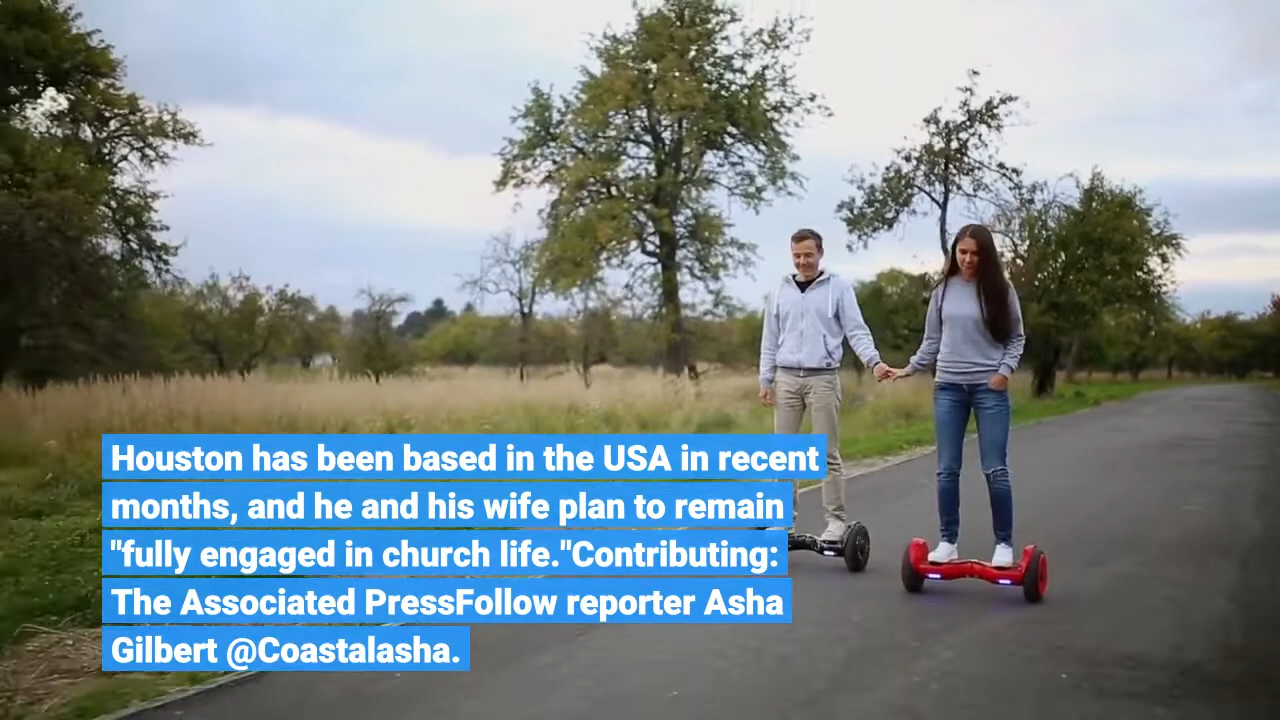 Houston has been based in the USA in recent
months, and he and his wife plan to remain
"fully engaged in church life."Contributing:
The Associated PressFollow reporter Asha
Gilbert @Coastalasha.